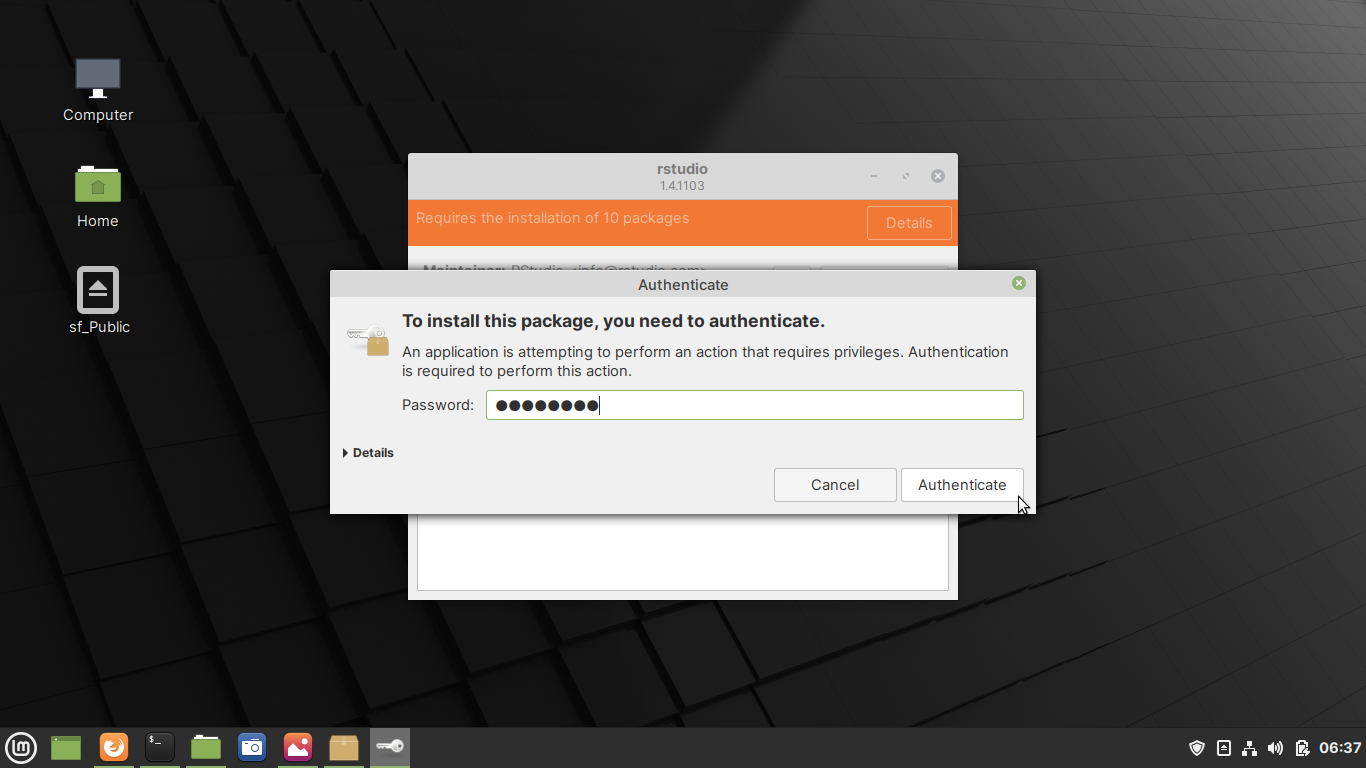 Computer
Home
sf_Public
rstudio
1.4.1103
Requires the installation of 10 packages
Details
Maintainer: RStudio <info@rstudio.com>
Authenticate
To install this package, you need to authenticate.
An application is attempting to perform an action that requires privileges. Authentication
is required to perform this action.
Password: ●●●●●●●●
Details
Cancel
Authenticate
$_
06:37